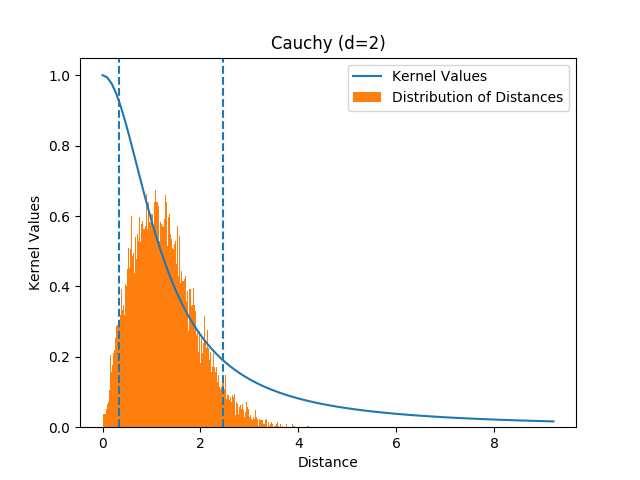 Cauchy (d=2)
Kernel Values
Distribution of Distances
1.0
0.8
0.6
0.4
0.2
0.0
Kernel Values
0 2 4 6 8
Distance